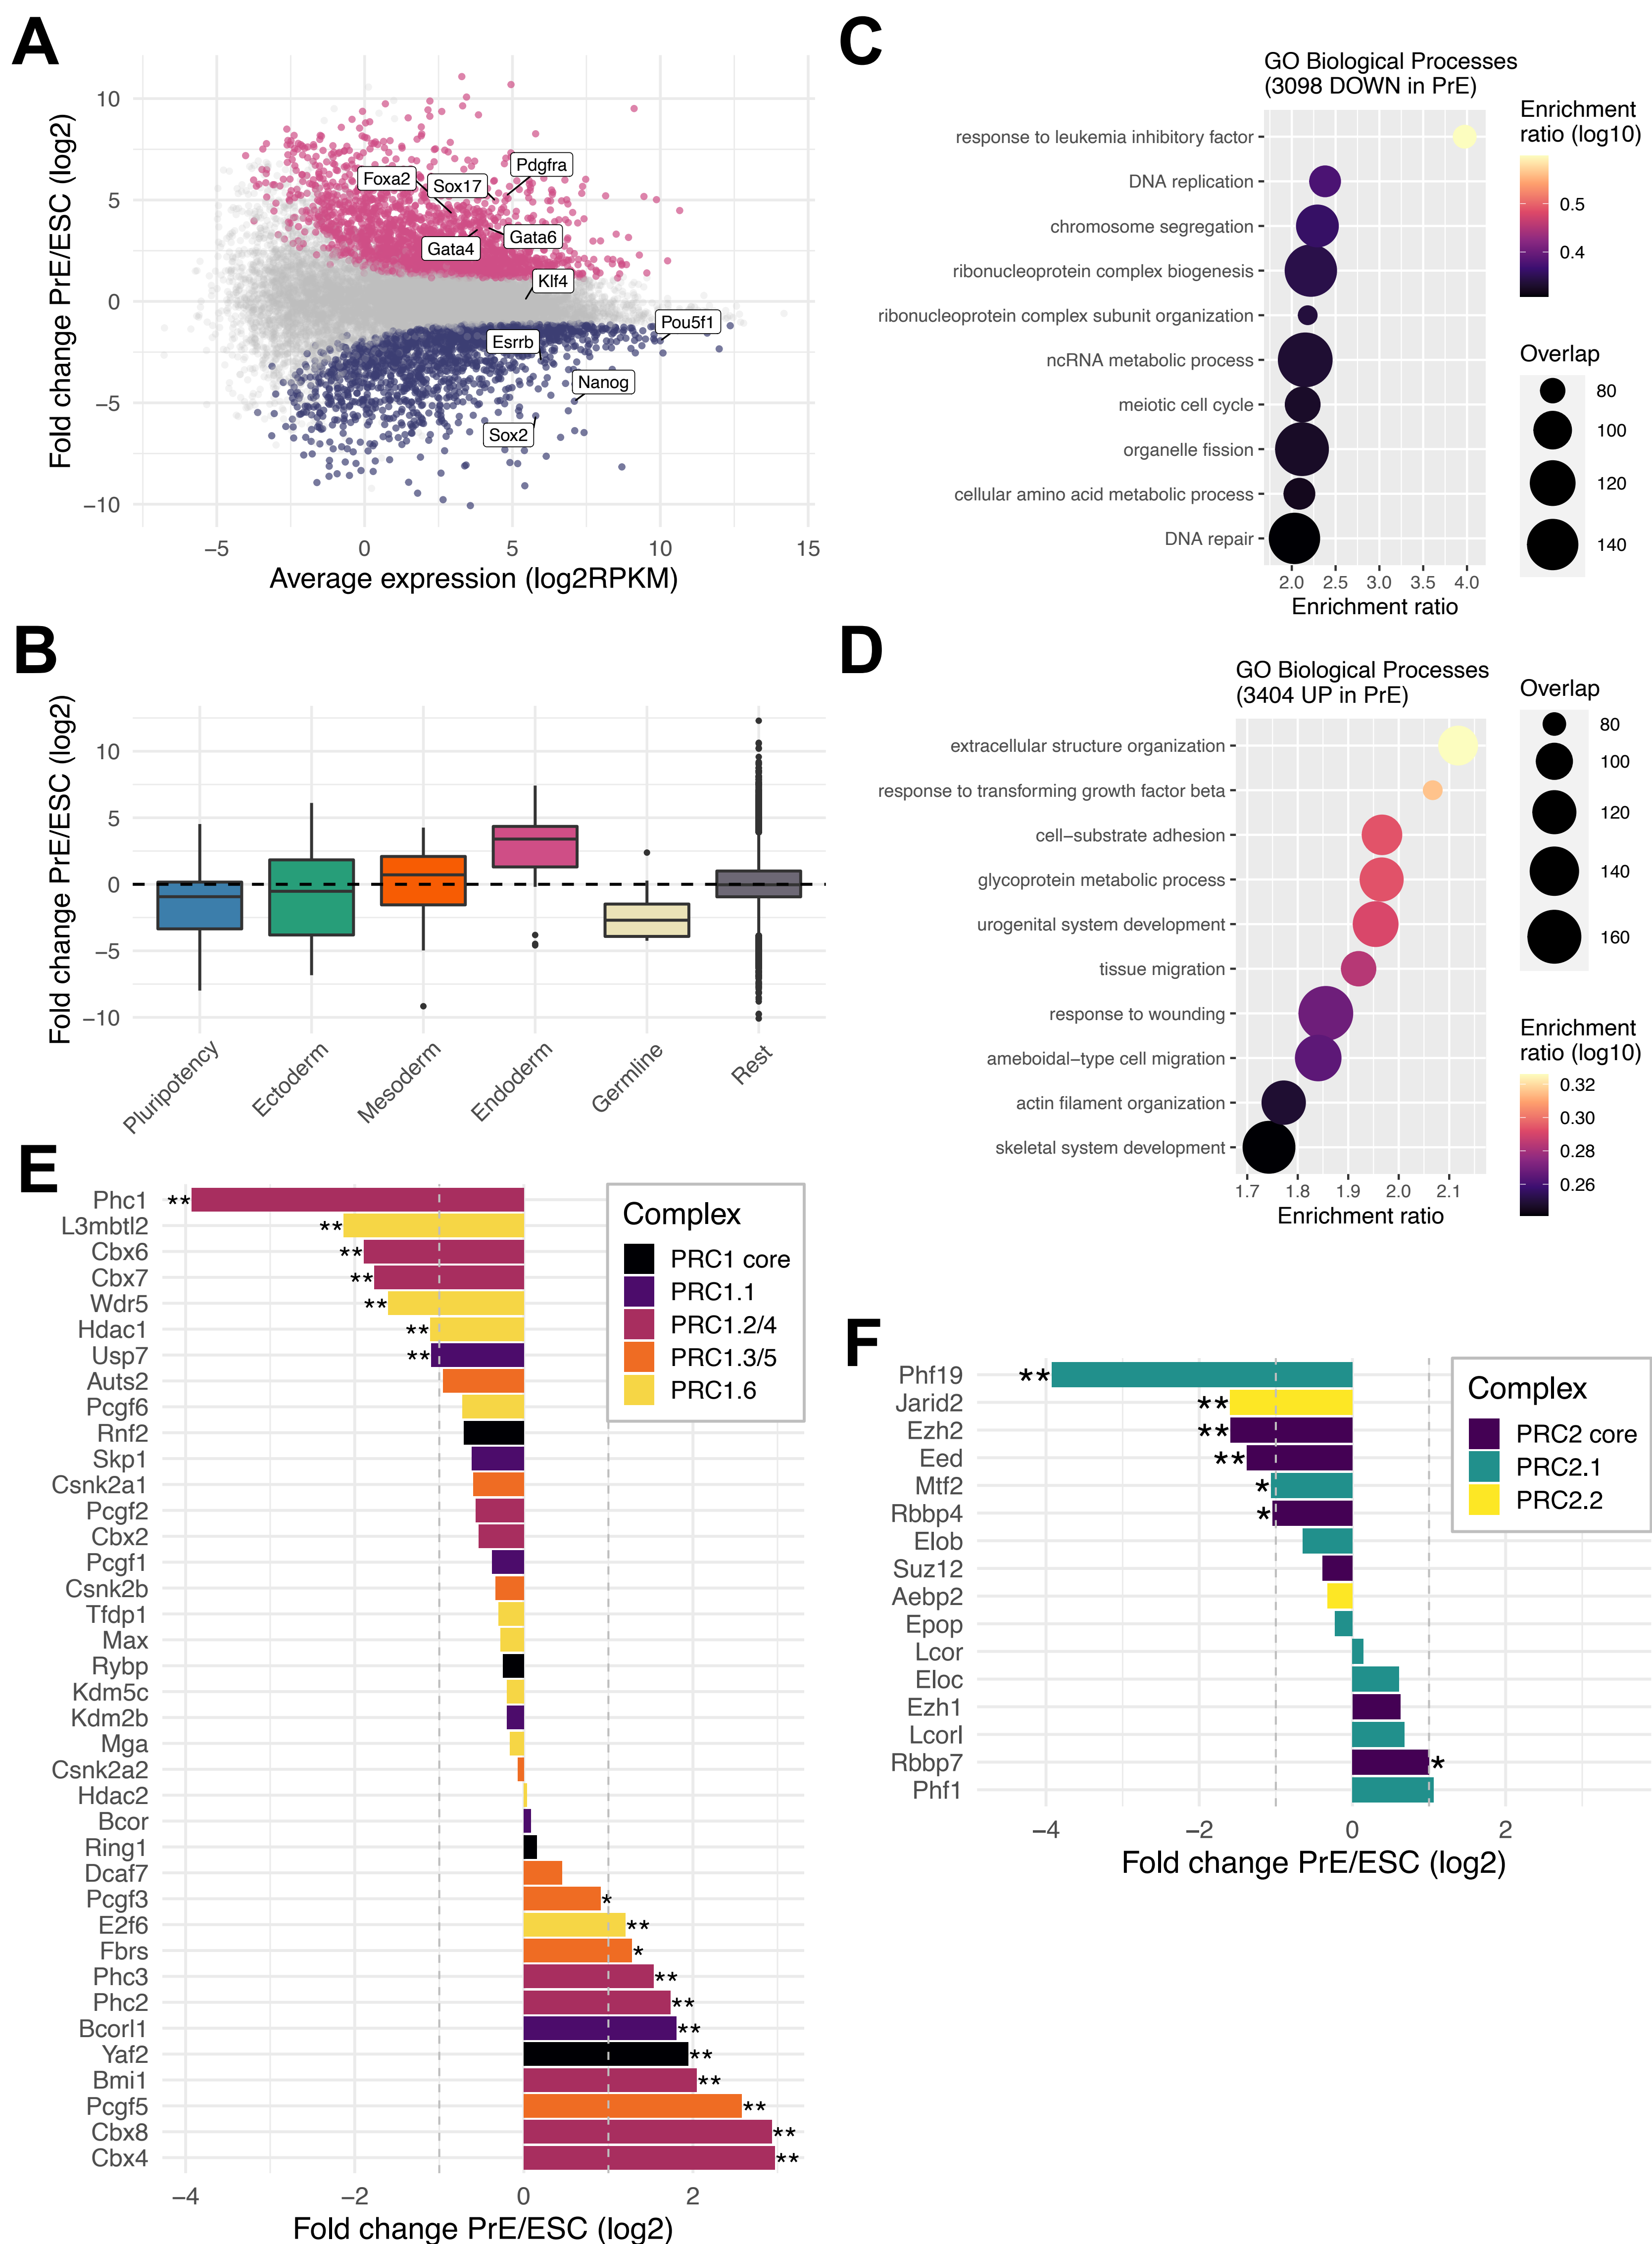 A
Fold change PrE/ESC (log2)
10
5
0
−5
−10
Foxa2
Sox17
Pdgfra
Gata4
Gata6
Klf4
Pou5f1
Esrrb
Nanog
Sox2
−5
0
5
10
15
Average expression (log2RPKM)
B
Fold change PrE/ESC (log2)
10
5
0
−5
−10
Pluripotency
Ectoderm
Mesoderm
Endoderm
Germline
Rest
C
GO Biological Processes
(3098 DOWN in PrE)
response to leukemia inhibitory factor
DNA replication
chromosome segregation
ribonucleoprotein complex biogenesis
ribonucleoprotein complex subunit organization
ncRNA metabolic process
meiotic cell cycle
organelle fission
cellular amino acid metabolic process
DNA repair
2.0
2.5
3.0
3.5
4.0
Enrichment ratio
Enrichment
ratio (log10)
0.5
0.4
Overlap
80
100
120
140
D
GO Biological Processes
(3404 UP in PrE)
extracellular structure organization
response to transforming growth factor beta
cell−substrate adhesion
glycoprotein metabolic process
urogenital system development
tissue migration
response to wounding
ameboidal−type cell migration
actin filament organization
skeletal system development
1.7
1.8
1.9
2.0
2.1
Enrichment ratio
Overlap
80
100
120
140
160
Enrichment
ratio (log10)
0.32
0.30
0.28
0.26
E
Phc1 **
L3mbtl2 **
Cbx6 **
Cbx7 **
Wdr5 **
Hdac1 **
Usp7 **
Auts2
Pcgf6
Rnf2
Skp1
Csnk2a1
Pcgf2
Cbx2
Pcgf1
Csnk2b
Tfdp1
Max
Rybp
Kdm5c
Kdm2b
Mga
Csnk2a2
Hdac2
Bcor
Ring1
Dcaf7
Pcgf3 *
E2f6 **
Fbrs *
Phc3 **
Phc2 **
Bcorl1 **
Yaf2 **
Bmi1 **
Pcgf5 **
Cbx8 **
Cbx4 **
−4
−2
0
2
Fold change PrE/ESC (log2)
Complex
PRC1 core
PRC1.1
PRC1.2/4
PRC1.3/5
PRC1.6
F
Phf19 **
Jarid2 **
Ezh2 **
Eed **
Mtf2 *
Rbbp4 *
Elob
Suz12
Aebp2
Epop
Lcor
Eloc
Ezh1
Lcorl
Rbbp7 *
Phf1
−4
−2
0
2
Fold change PrE/ESC (log2)
Complex
PRC2 core
PRC2.1
PRC2.2